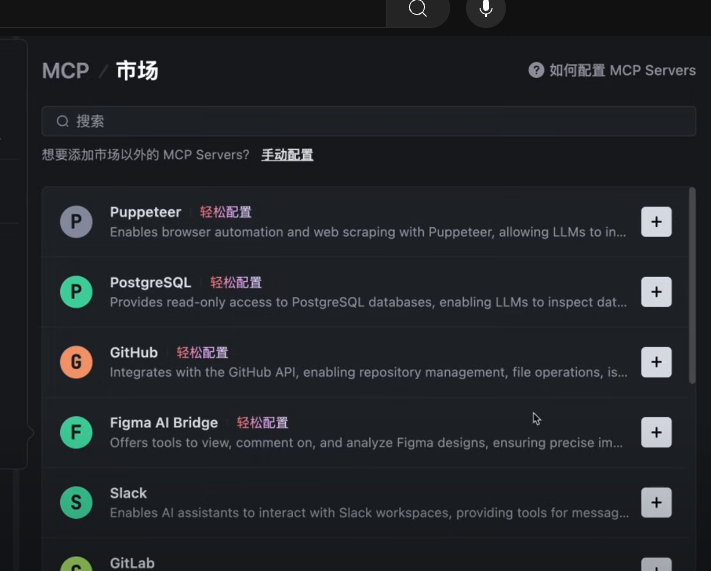 MCP / 市场
如何配置 MCP Servers
搜索
想要添加市场以外的 MCP Servers? 手动配置
P
Puppeteer 轻松配置
Enables browser automation and web scraping with Puppeteer, allowing LLMs to in...
+
P
PostgreSQL 轻松配置
Provides read-only access to PostgreSQL databases, enabling LLMs to inspect dat...
+
G
GitHub 轻松配置
Integrates with the GitHub API, enabling repository management, file operations, is...
+
F
Figma AI Bridge 轻松配置
Offers tools to view, comment on, and analyze Figma designs, ensuring precise im...
+
S
Slack
Enables AI assistants to interact with Slack workspaces, providing tools for messag...
+
G
GitLab